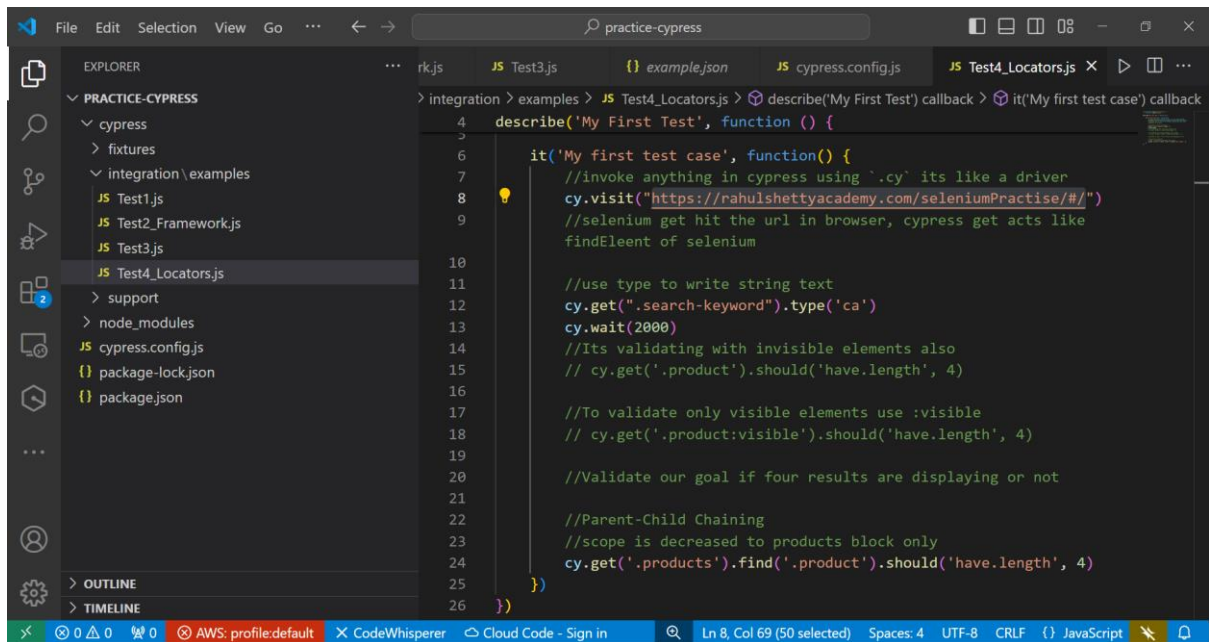 File Edit Selection View Go ··· practice-cypress
EXPLORER
PRACTICE-CYPRESS
cypress
fixtures
integration \ examples
JS Test1.js
JS Test2_Framework.js
JS Test3.js
JS Test4_Locators.js
support
node_modules
JS cypress.config.js
{} package-lock.json
{} package.json
OUTLINE
TIMELINE
2
rk.js JS Test3.js {} example.json JS cypress.config.js JS Test4_Locators.js
> integration > examples > JS Test4_Locators.js > describe('My First Test') callback > it('My first test case') callback
4 describe('My First Test', function () {
5
6 it('My first test case', function() {
7 //invoke anything in cypress using `.cy` its like a driver
8 cy.visit("https://rahulshettyacademy.com/seleniumPractise/#/")
9 //selenium get hit the url in browser, cypress get acts like
findEleent of selenium
10
11 //use type to write string text
12 cy.get(".search-keyword").type('ca')
13 cy.wait(2000)
14 //Its validating with invisible elements also
15 // cy.get('.product').should('have.length', 4)
16
17 //To validate only visible elements use :visible
18 // cy.get('.product:visible').should('have.length', 4)
19
20 //Validate our goal if four results are displaying or not
21
22 //Parent-Child Chaining
23 //scope is decreased to products block only
24 cy.get('.products').find('.product').should('have.length', 4)
25 })
26 })
0 0 0 AWS: profile:default CodeWhisperer Cloud Code - Sign in Ln 8, Col 69 (50 selected) Spaces: 4 UTF-8 CRLF {} JavaScript